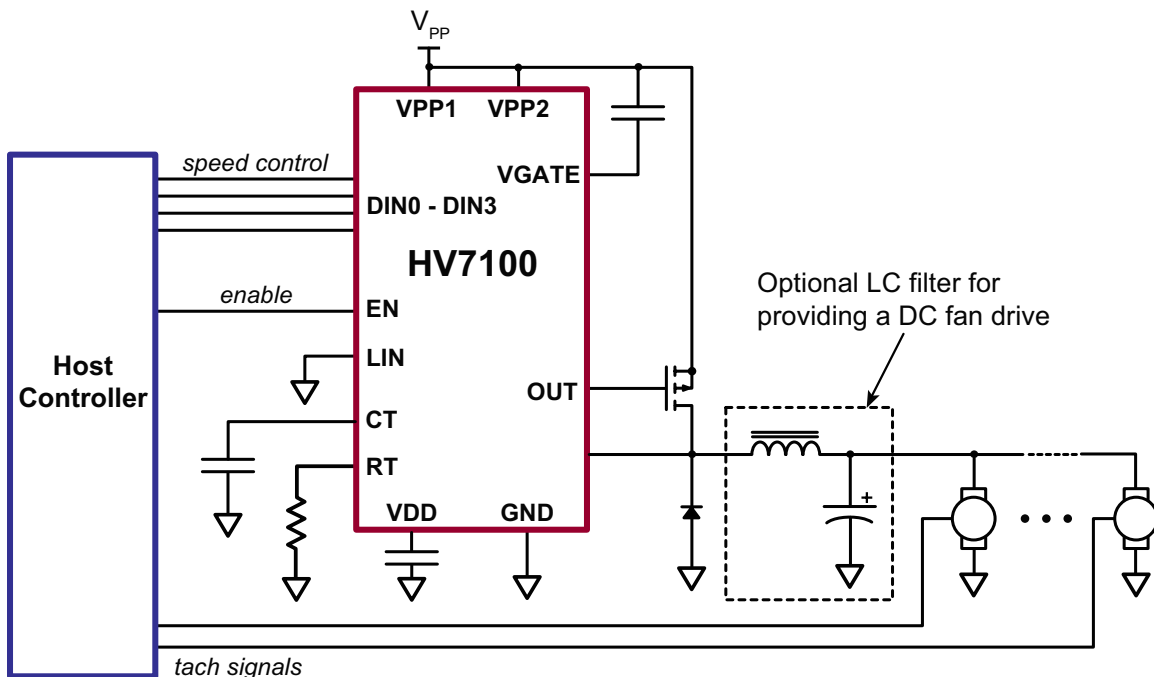 V_PP
VPP1 VPP2
speed control
VGATE
DIN0 - DIN3
HV7100
enable
EN
Optional LC filter for
providing a DC fan drive
Host
Controller
LIN
OUT
CT
RT
+
VDD GND
tach signals